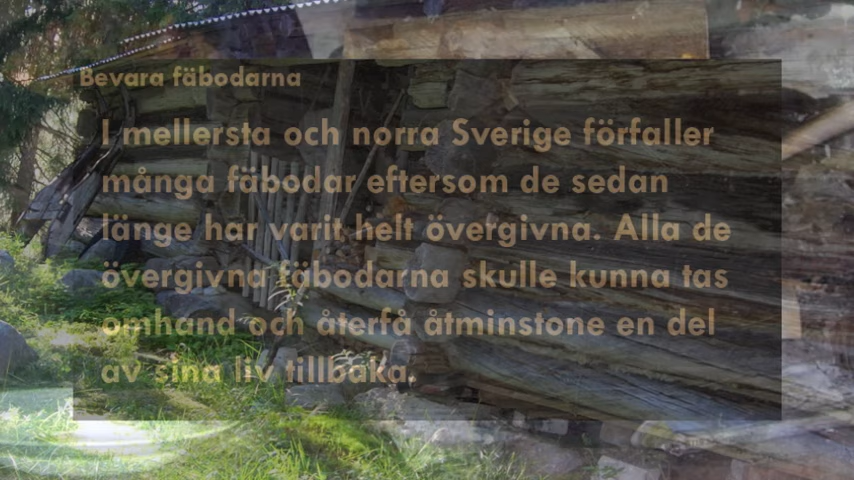 Bevara fäbodarna
I mellersta och norra Sverige förfaller
många fäbodar eftersom de sedan
länge har varit helt övergivna. Alla de
övergivna fäbodarna skulle kunna tas
omhand och återfå åtminstone en del
av sina liv tillbaka.